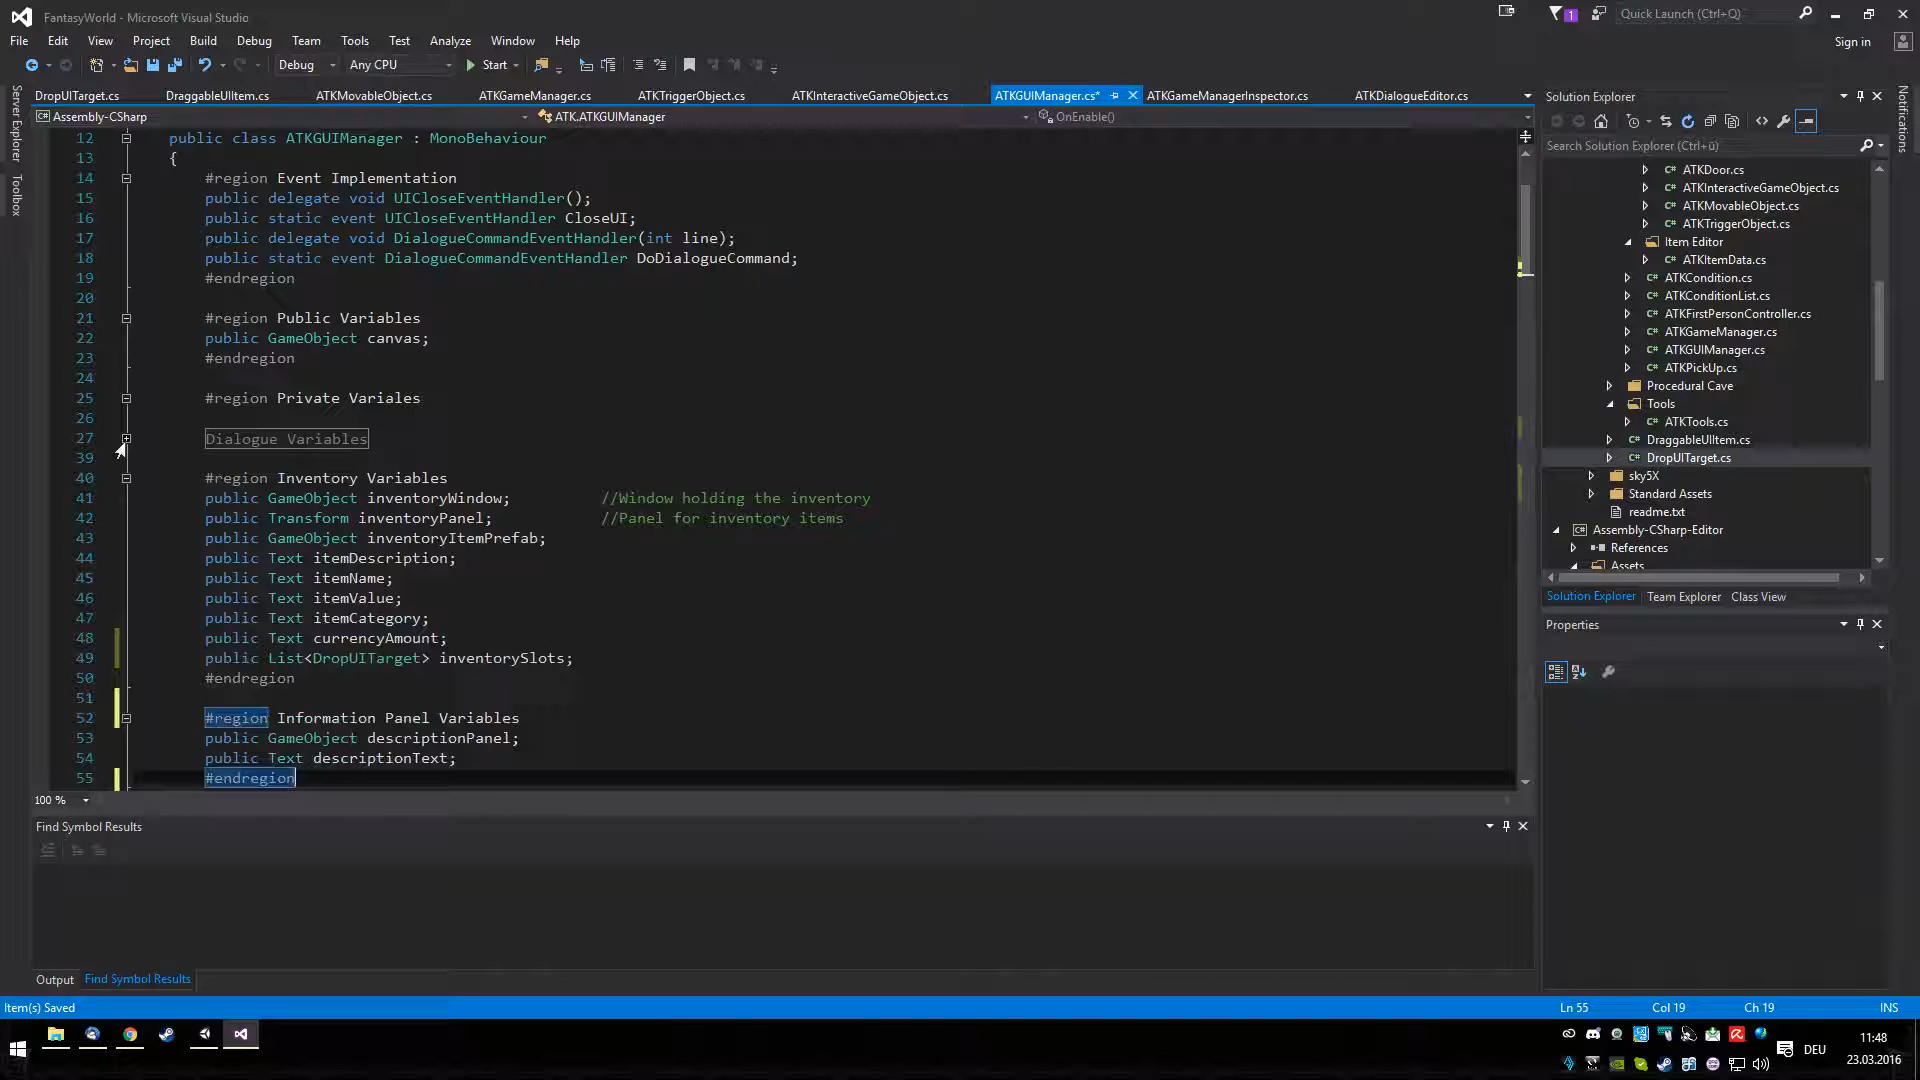 FantasyWorld - Microsoft Visual Studio
1
Quick Launch (Ctrl+Q)
File Edit View Project Build Debug Team Tools Test Analyze Window Help
Sign in
Debug Any CPU Start
DropUITarget.cs DraggableUIItem.cs ATKMovableObject.cs ATKGameManager.cs ATKTriggerObject.cs ATKInteractiveGameObject.cs ATKGUIManager.cs* ATKGameManagerInspector.cs ATKDialogueEditor.cs
Assembly-CSharp ATK.ATKGUIManager OnEnable()
Server Explorer
Toolbox
12 public class ATKGUIManager : MonoBehaviour
13 {
14 #region Event Implementation
15 public delegate void UICloseEventHandler();
16 public static event UICloseEventHandler CloseUI;
17 public delegate void DialogueCommandEventHandler(int line);
18 public static event DialogueCommandEventHandler DoDialogueCommand;
19 #endregion
20
21 #region Public Variables
22 public GameObject canvas;
23 #endregion
24
25 #region Private Variales
26
27 Dialogue Variables
39
40 #region Inventory Variables
41 public GameObject inventoryWindow; //Window holding the inventory
42 public Transform inventoryPanel; //Panel for inventory items
43 public GameObject inventoryItemPrefab;
44 public Text itemDescription;
45 public Text itemName;
46 public Text itemValue;
47 public Text itemCategory;
48 public Text currencyAmount;
49 public List<DropUITarget> inventorySlots;
50 #endregion
51
52 #region Information Panel Variables
53 public GameObject descriptionPanel;
54 public Text descriptionText;
55 #endregion
100 %
Find Symbol Results
Output Find Symbol Results
Solution Explorer
Search Solution Explorer (Ctrl+ü)
ATKDoor.cs
ATKInteractiveGameObject.cs
ATKMovableObject.cs
ATKTriggerObject.cs
Item Editor
ATKItemData.cs
ATKCondition.cs
ATKConditionList.cs
ATKFirstPersonController.cs
ATKGameManager.cs
ATKGUIManager.cs
ATKPickUp.cs
Procedural Cave
Tools
ATKTools.cs
DraggableUIItem.cs
DropUITarget.cs
sky5X
Standard Assets
readme.txt
Assembly-CSharp-Editor
References
Assets
Solution Explorer Team Explorer Class View
Properties
Notifications
Item(s) Saved Ln 55 Col 19 Ch 19 INS
DEU
11:48
23.03.2016